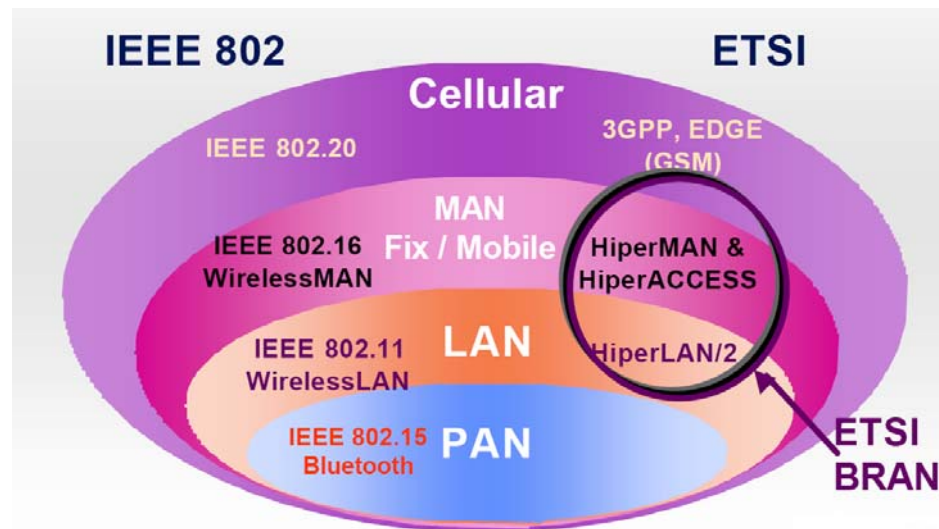 IEEE 802
ETSI
Cellular
IEEE 802.20
3GPP, EDGE
(GSM)
MAN
Fix / Mobile
IEEE 802.16
WirelessMAN
HiperMAN &
HiperACCESS
LAN
IEEE 802.11
WirelessLAN
HiperLAN/2
PAN
IEEE 802.15
Bluetooth
ETSI
BRAN